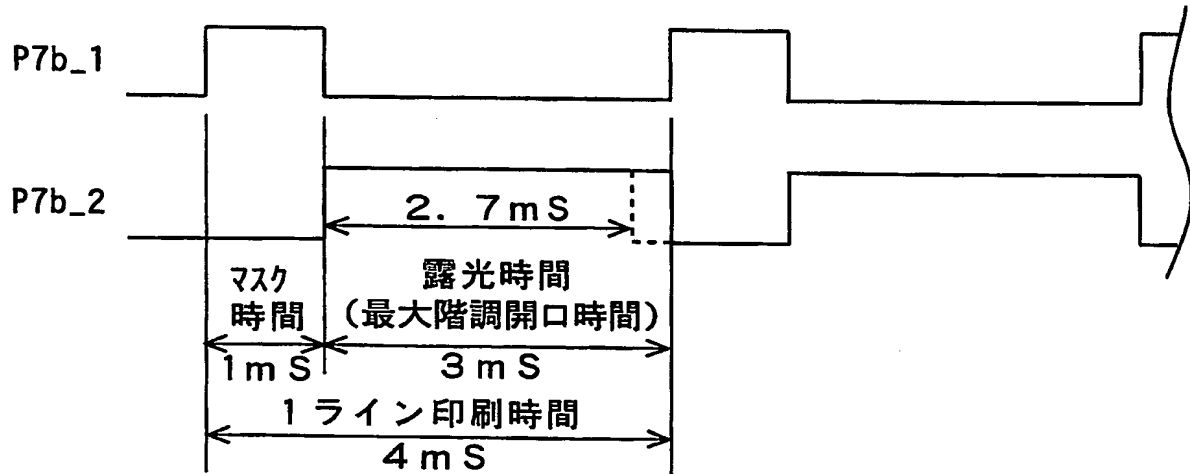 P7b_1
P7b_2
2.7mS
マスク
時間
露光時間
(最大階調開口時間)
1mS
3mS
1ライン印刷時間
4mS